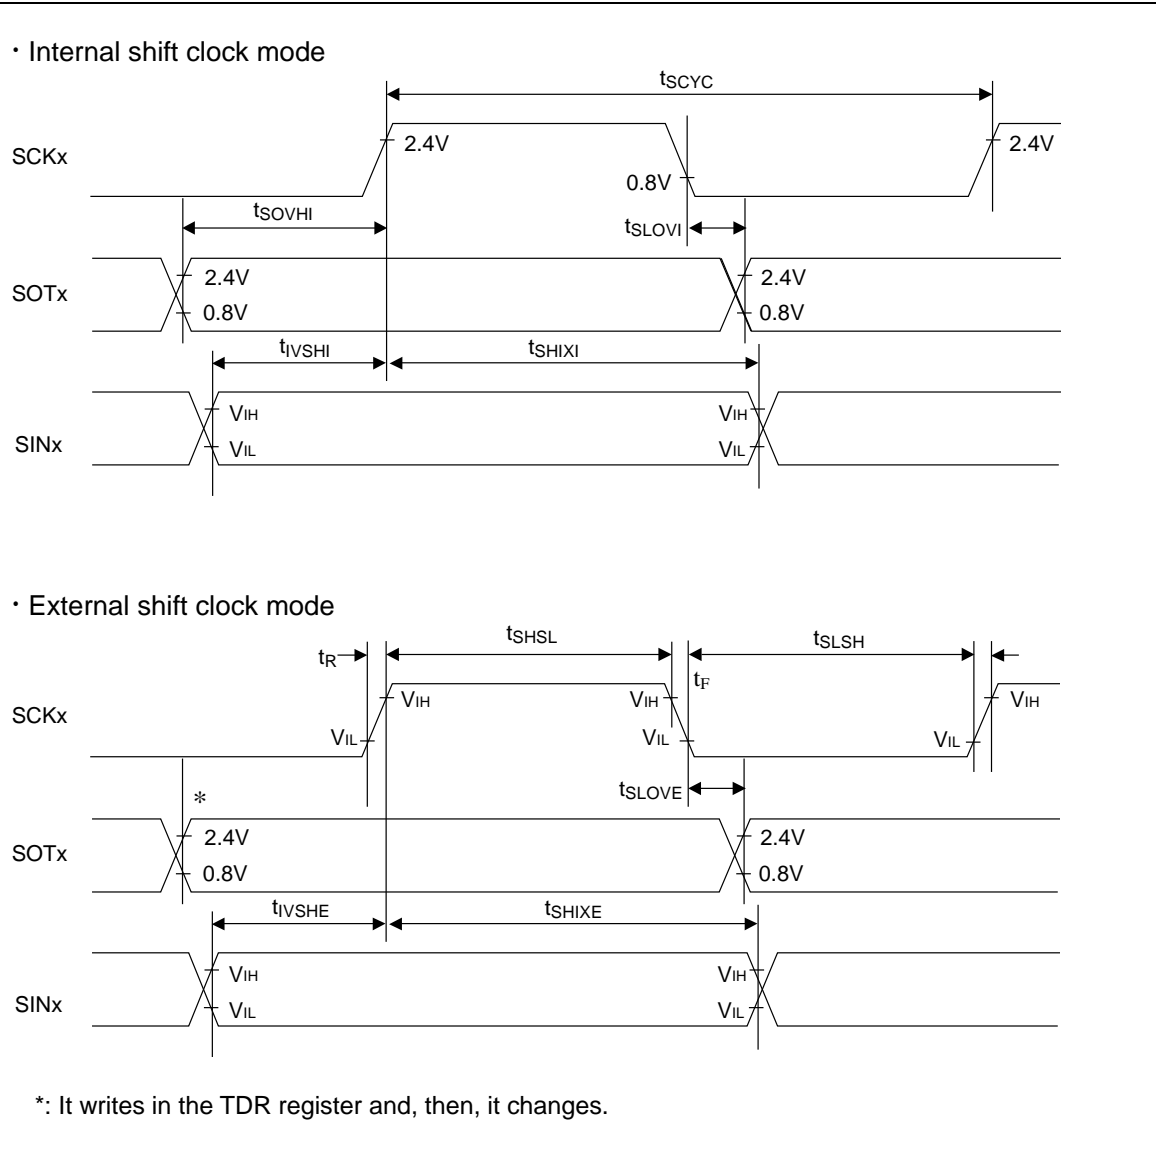 ・Internal shift clock mode
tSCYC
SCKx
2.4V
0.8V
2.4V
tSOVHI
tSLOVI
SOTx
2.4V
0.8V
2.4V
0.8V
tIVSHI
tSHIXI
SINx
VIH
VIL
VIH
VIL
・External shift clock mode
tR
tSHSL
tF
tSLSH
SCKx
VIL
VIH
VIH
VIL
VIL
VIH
tSLOVE
*
SOTx
2.4V
0.8V
2.4V
0.8V
tIVSHE
tSHIXE
SINx
VIH
VIL
VIH
VIL
*: It writes in the TDR register and, then, it changes.